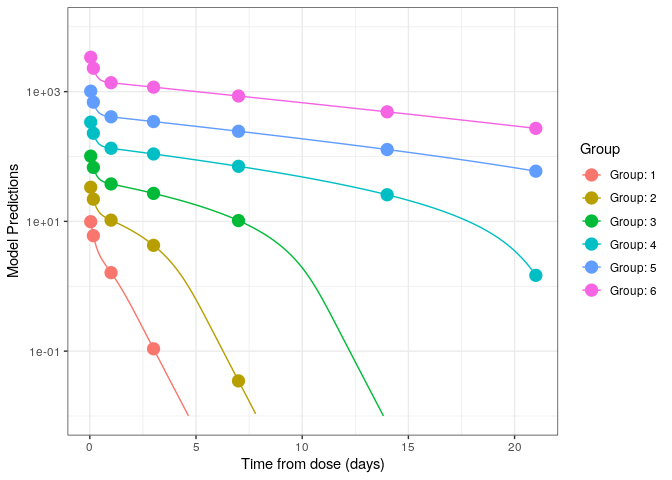 1e+03
1e+01
1e-01
Model Predictions
0 5 10 15 20
Time from dose (days)
Group
Group: 1
Group: 2
Group: 3
Group: 4
Group: 5
Group: 6